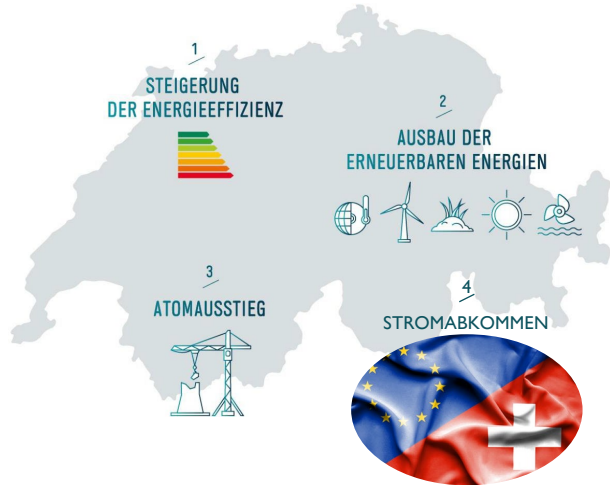 1
STEIGERUNG
DER ENERGIEEFFIZIENZ
2
AUSBAU DER
ERNEUERBAREN ENERGIEN
3
ATOMAUSSTIEG
4
STROMABKOMMEN